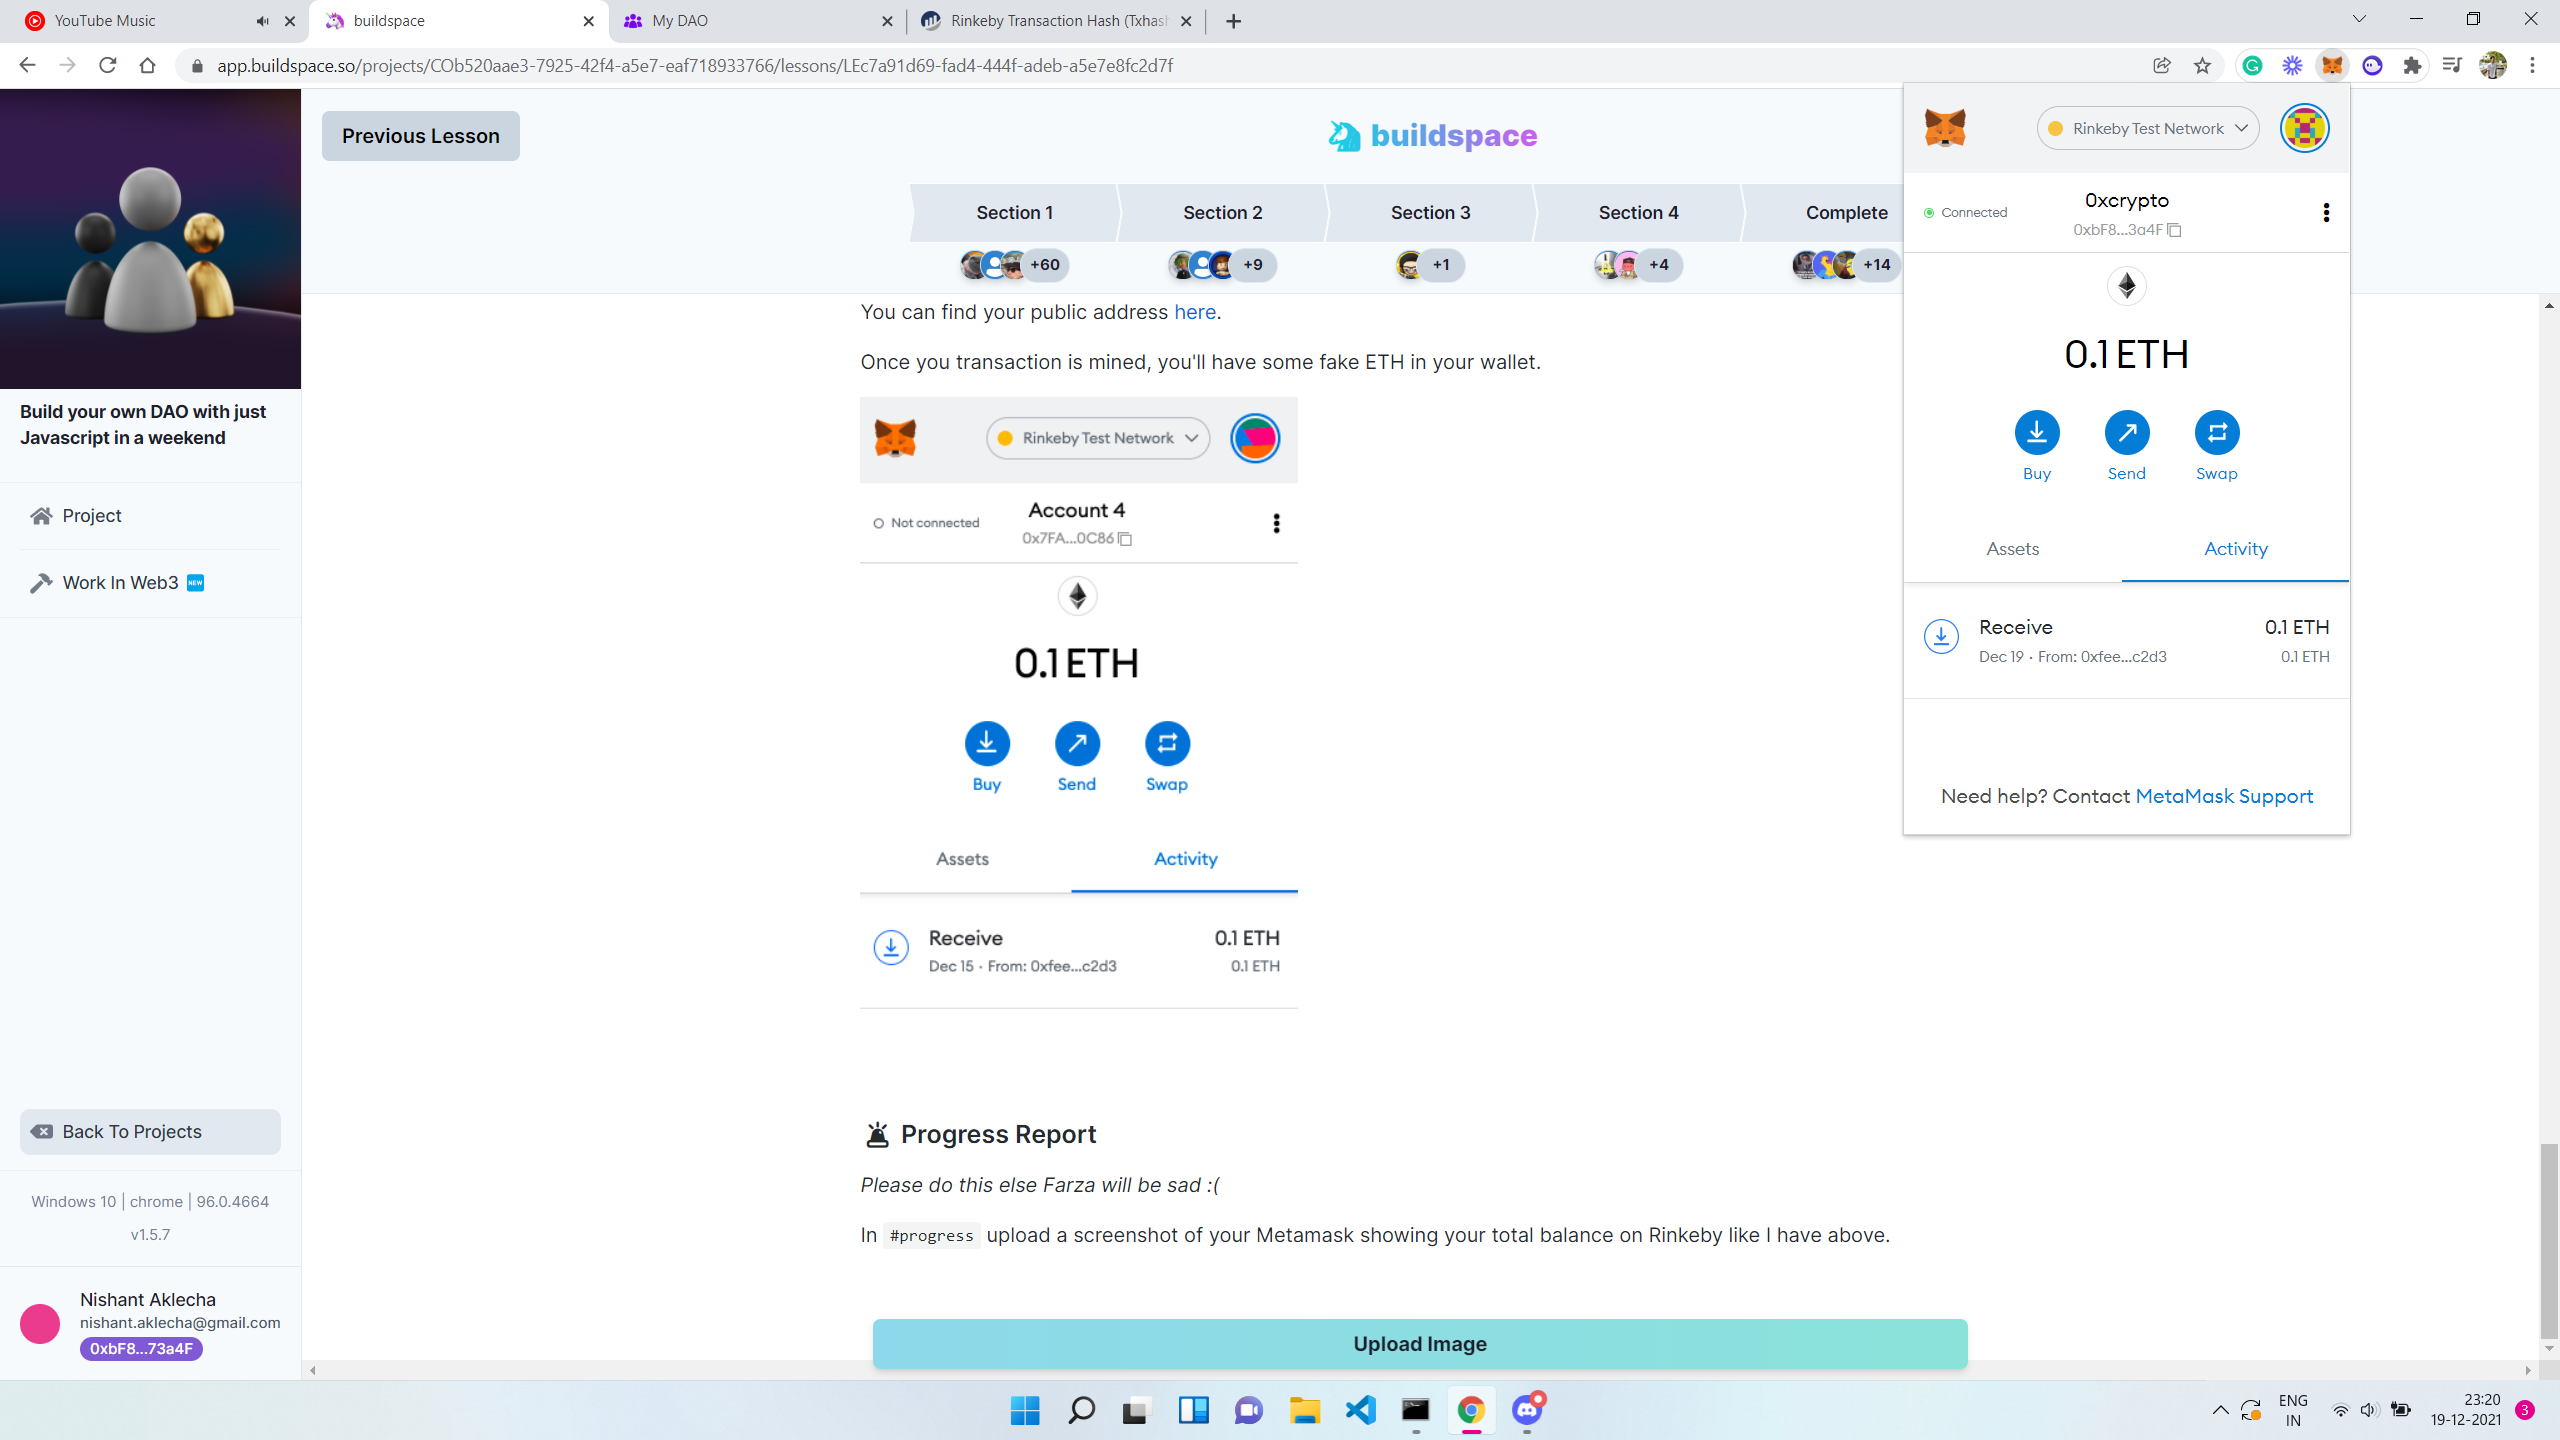 YouTube Music
buildspace
My DAO
Rinkeby Transaction Hash (Txhash
app.buildspace.so/projects/COb520aae3-7925-42f4-a5e7-eaf718933766/lessons/LEc7a91d69-fad4-444f-adeb-a5e7e8fc2d7f
Previous Lesson
buildspace
Section 1
Section 2
Section 3
Section 4
Complete
+60
+9
+1
+4
+14
Build your own DAO with just
Javascript in a weekend
Project
Work In Web3 NEW
Back To Projects
Windows 10 | chrome | 96.0.4664
v1.5.7
Nishant Aklecha
nishant.aklecha@gmail.com
0xbF8...73a4F
You can find your public address here.
Once you transaction is mined, you'll have some fake ETH in your wallet.
Rinkeby Test Network
Not connected
Account 4
0x7FA...0C86
0.1 ETH
Buy
Send
Swap
Assets
Activity
Receive
0.1 ETH
Dec 15 · From: 0xfee...c2d3
0.1 ETH
Progress Report
Please do this else Farza will be sad :(
In #progress upload a screenshot of your Metamask showing your total balance on Rinkeby like I have above.
Upload Image
Rinkeby Test Network
Connected
0xcrypto
0xbF8...3a4F
0.1 ETH
Buy
Send
Swap
Assets
Activity
Receive
0.1 ETH
Dec 19 · From: 0xfee...c2d3
0.1 ETH
Need help? Contact MetaMask Support
ENG
IN
23:20
19-12-2021
3